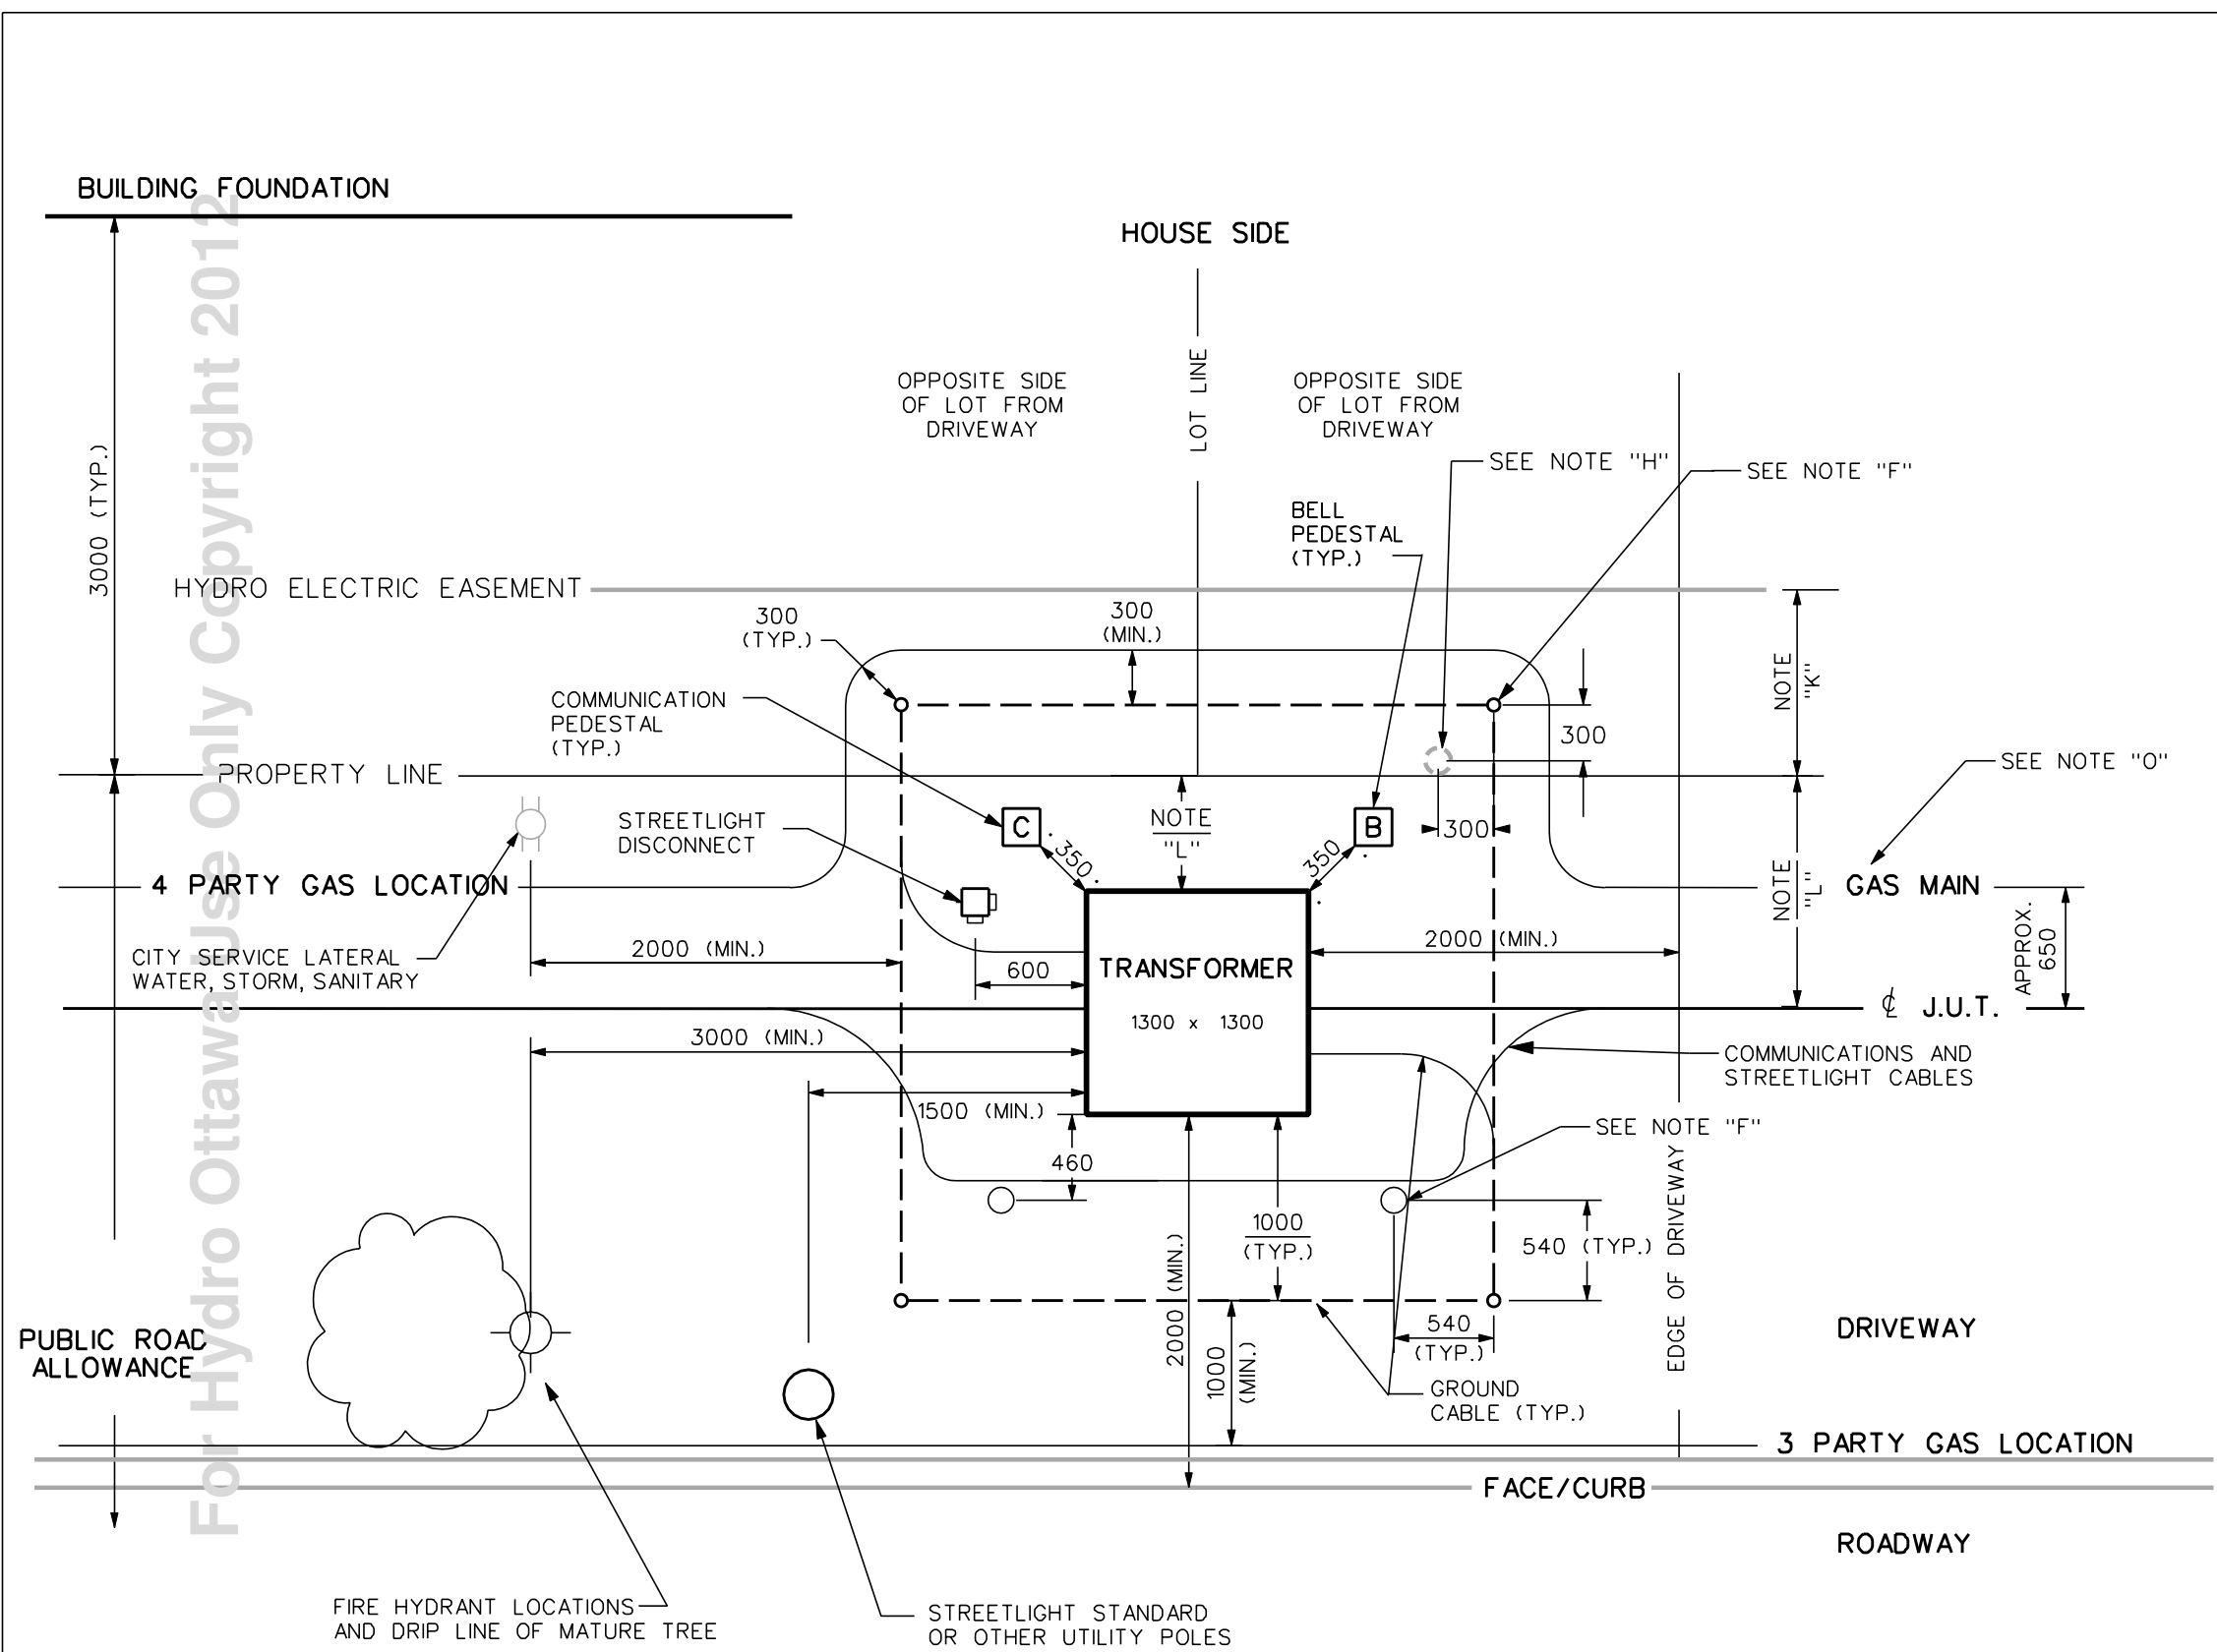 BUILDING FOUNDATION
HOUSE SIDE
LOT LINE
OPPOSITE SIDE
OF LOT FROM
DRIVEWAY
OPPOSITE SIDE
OF LOT FROM
DRIVEWAY
SEE NOTE "H"
SEE NOTE "F"
BELL
PEDESTAL
(TYP.)
3000 (TYP.)
For Hydro Ottawa Use Only Copyright 2012
HYDRO ELECTRIC EASEMENT
300
(TYP.)
300
(MIN.)
NOTE
"K"
COMMUNICATION
PEDESTAL
(TYP.)
300
PROPERTY LINE
SEE NOTE "O"
STREETLIGHT
DISCONNECT
C
350
NOTE
"L"
350
B
300
4 PARTY GAS LOCATION
NOTE
"L"
GAS MAIN
APPROX.
650
CITY SERVICE LATERAL
WATER, STORM, SANITARY
2000 (MIN.)
600
TRANSFORMER
1300 x 1300
2000 (MIN.)
℄ J.U.T.
3000 (MIN.)
COMMUNICATIONS AND
STREETLIGHT CABLES
1500 (MIN.)
SEE NOTE "F"
460
1000
(TYP.)
540 (TYP.)
EDGE OF DRIVEWAY
2000 (MIN.)
1000
(MIN.)
540
(TYP.)
DRIVEWAY
PUBLIC ROAD
ALLOWANCE
GROUND
CABLE (TYP.)
3 PARTY GAS LOCATION
FACE/CURB
ROADWAY
FIRE HYDRANT LOCATIONS
AND DRIP LINE OF MATURE TREE
STREETLIGHT STANDARD
OR OTHER UTILITY POLES